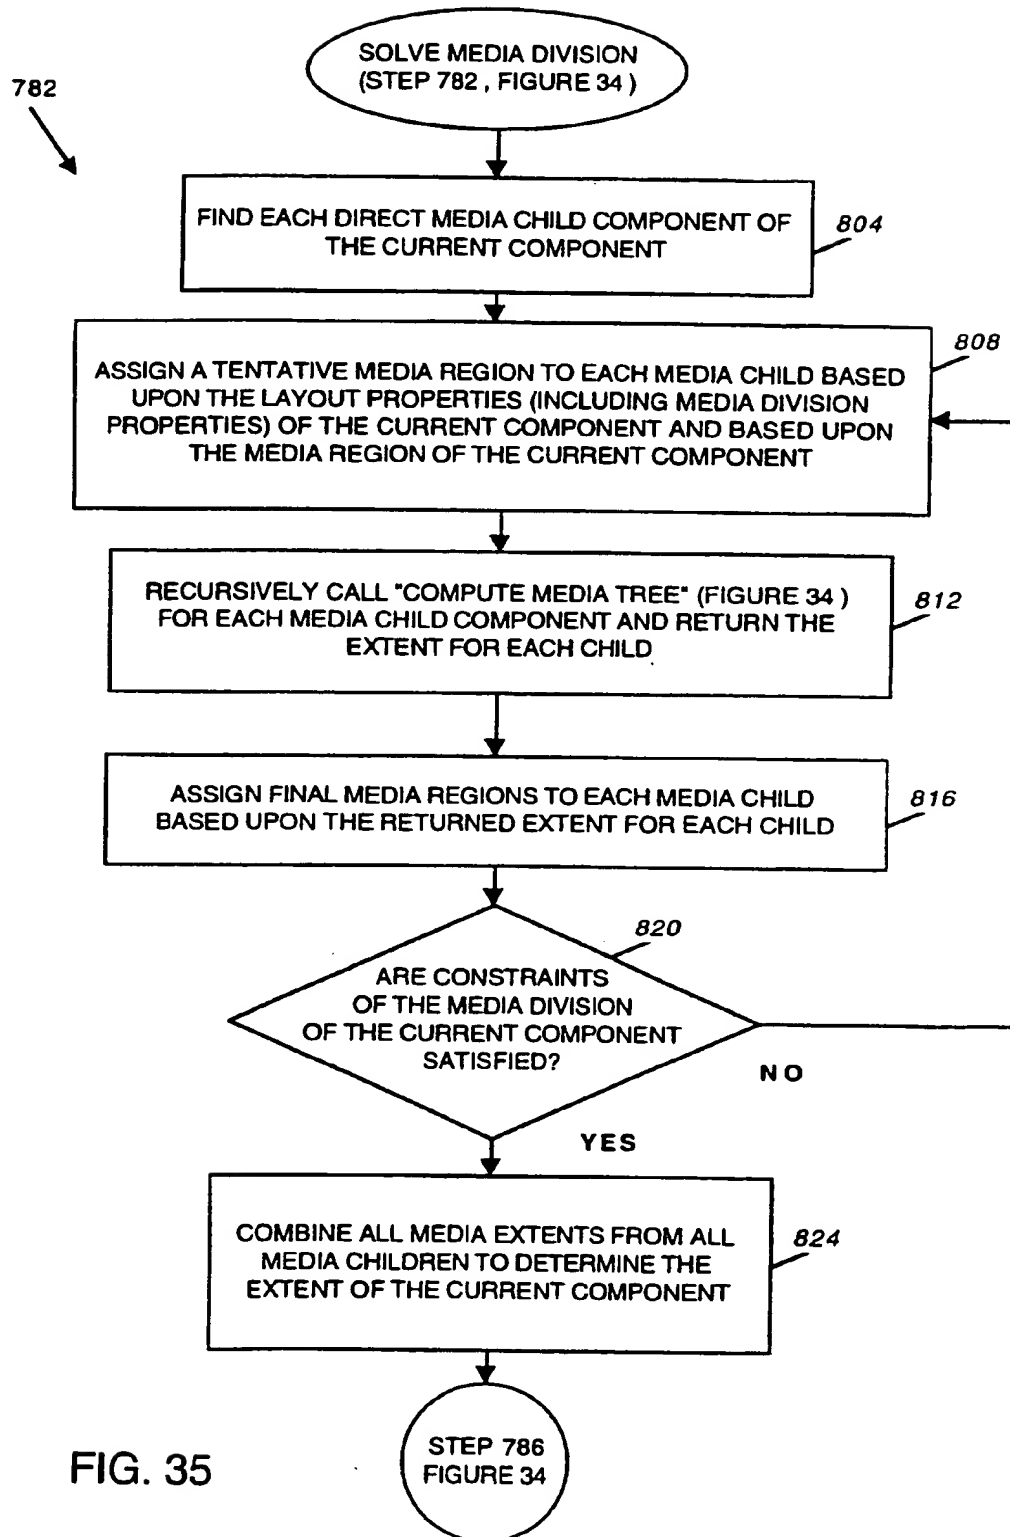 SOLVE MEDIA DIVISION
(STEP 782 , FIGURE 34 )
782
FIND EACH DIRECT MEDIA CHILD COMPONENT OF
THE CURRENT COMPONENT
804
808
ASSIGN A TENTATIVE MEDIA REGION TO EACH MEDIA CHILD BASED
UPON THE LAYOUT PROPERTIES (INCLUDING MEDIA DIVISION
PROPERTIES) OF THE CURRENT COMPONENT AND BASED UPON
THE MEDIA REGION OF THE CURRENT COMPONENT
RECURSIVELY CALL "COMPUTE MEDIA TREE" (FIGURE 34 )
FOR EACH MEDIA CHILD COMPONENT AND RETURN THE
EXTENT FOR EACH CHILD
812
ASSIGN FINAL MEDIA REGIONS TO EACH MEDIA CHILD
BASED UPON THE RETURNED EXTENT FOR EACH CHILD
816
820
ARE CONSTRAINTS
OF THE MEDIA DIVISION
OF THE CURRENT COMPONENT
SATISFIED?
NO
YES
COMBINE ALL MEDIA EXTENTS FROM ALL
MEDIA CHILDREN TO DETERMINE THE
EXTENT OF THE CURRENT COMPONENT
824
STEP 786
FIGURE 34
FIG. 35